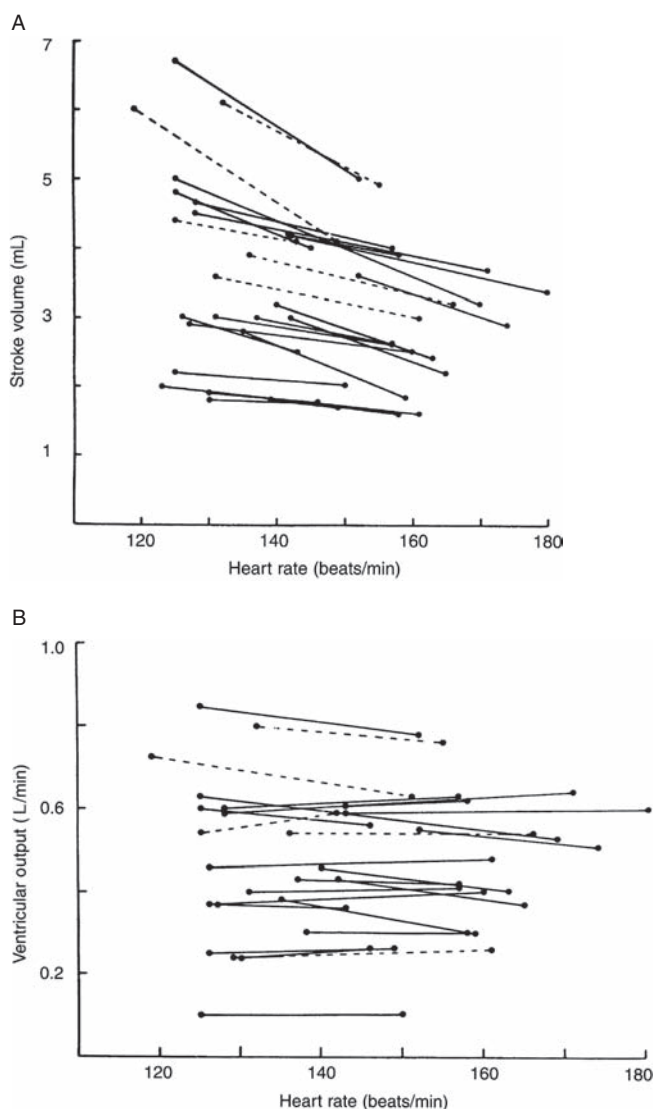 A
7
5
3
1
Stroke volume (mL)
120 140 160 180
Heart rate (beats/min)
B
1.0
0.6
0.2
Ventricular output ( L/min)
120 140 160 180
Heart rate (beats/min)